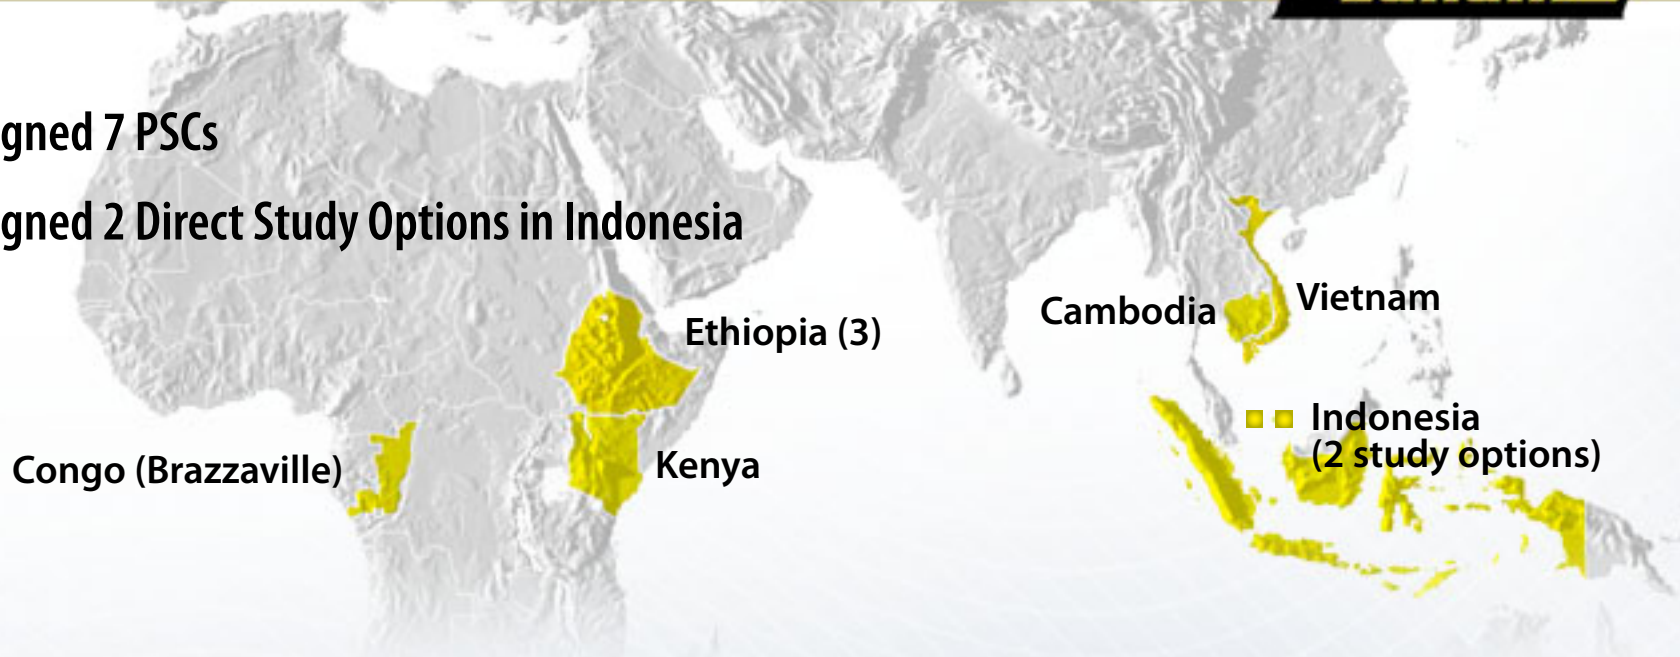 gned 7 PSCs
gned 2 Direct Study Options in Indonesia
Ethiopia (3)
Cambodia
Vietnam
Congo (Brazzaville)
Kenya
Indonesia
(2 study options)